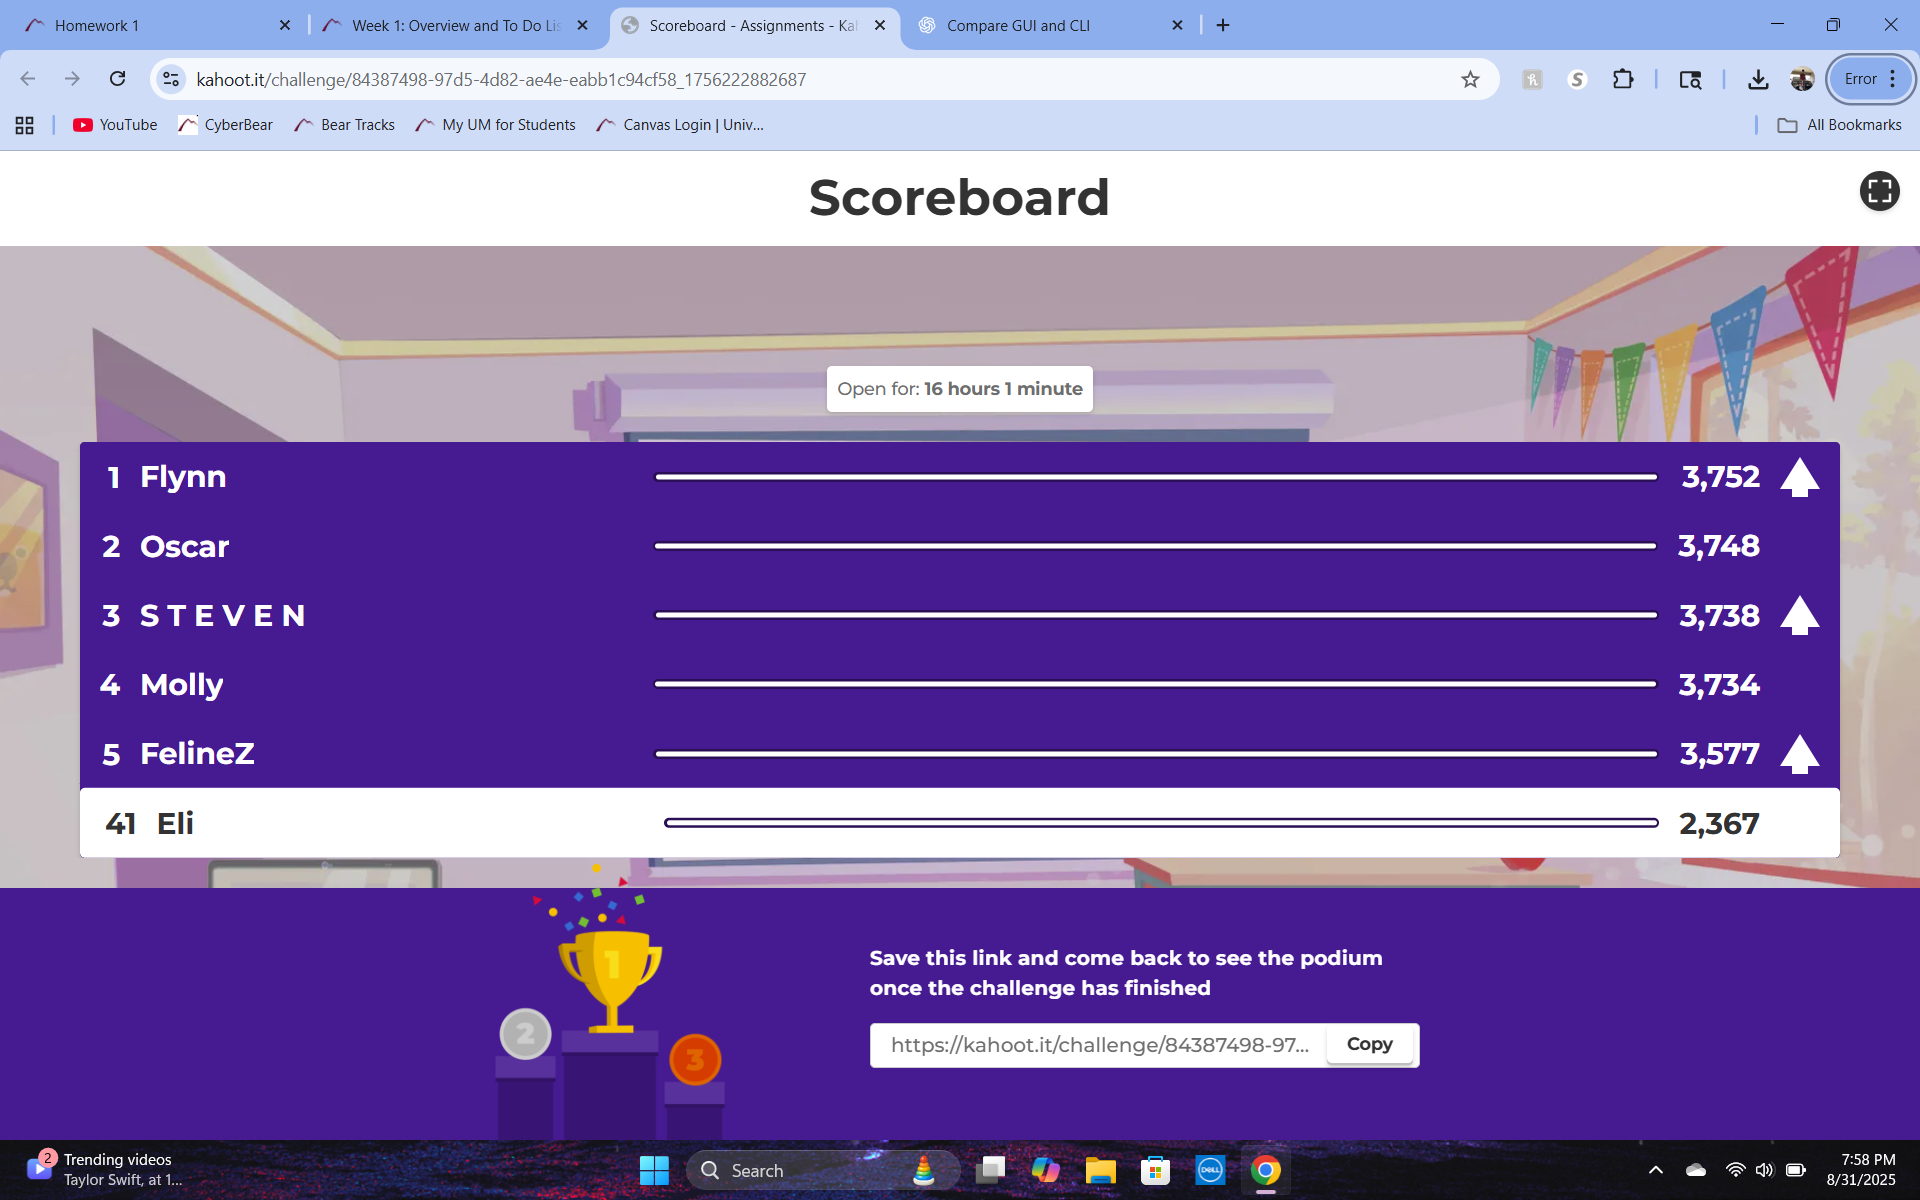 Homework 1
Week 1: Overview and To Do Lis
Scoreboard - Assignments - Kah
Compare GUI and CLI
kahoot.it/challenge/84387498-97d5-4d82-ae4e-eabb1c94cf58_1756222882687
Error
YouTube
CyberBear
Bear Tracks
My UM for Students
Canvas Login | Univ...
All Bookmarks
Scoreboard
Open for: 16 hours 1 minute
1 Flynn 3,752
2 Oscar 3,748
3 S T E V E N 3,738
4 Molly 3,734
5 FelineZ 3,577
41 Eli 2,367
1
2
3
Save this link and come back to see the podium
once the challenge has finished
https://kahoot.it/challenge/84387498-97... Copy
2
Trending videos
Taylor Swift, at 1...
Search
DELL
7:58 PM
8/31/2025